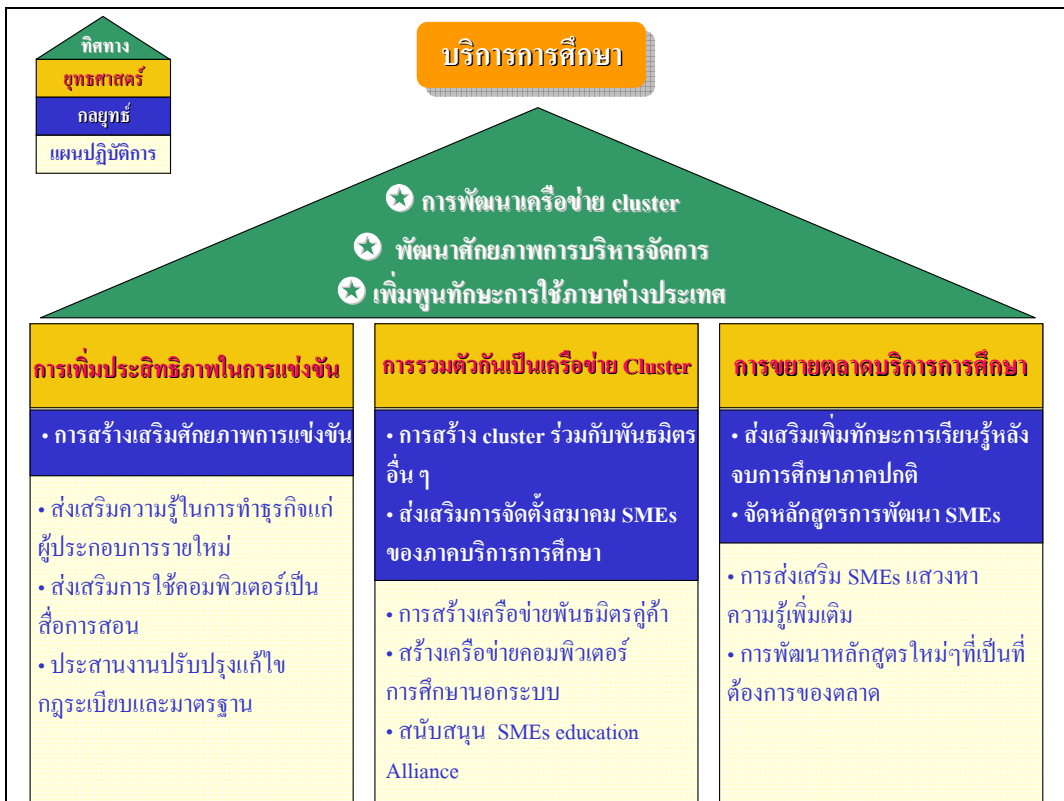 ทิศทาง
ยุทธศาสตร์
กลยุทธ์
แผนปฏิบัติการ
บริการการศึกษา
การพัฒนาเครือข่าย cluster
พัฒนาศักยภาพการบริหารจัดการ
เพิ่มพูนทักษะการใช้ภาษาต่างประเทศ
การเพิ่มประสิทธิภาพในการแข่งขัน
• การสร้างเสริมศักยภาพการแข่งขัน
• ส่งเสริมความรู้ในการทำธุรกิจแก่
ผู้ประกอบการรายใหม่
• ส่งเสริมการใช้คอมพิวเตอร์เป็น
สื่อการสอน
• ประสานงานปรับปรุงแก้ไข
กฎระเบียบและมาตรฐาน
การรวมตัวกันเป็นเครือข่าย Cluster
• การสร้าง cluster ร่วมกับพันธมิตร
อื่น ๆ
• ส่งเสริมการจัดตั้งสมาคม SMEs
ของภาคบริการการศึกษา
• การสร้างเครือข่ายพันธมิตรคู่ค้า
• สร้างเครือข่ายคอมพิวเตอร์
การศึกษานอกระบบ
• สนับสนุน SMEs education
Alliance
การขยายตลาดบริการการศึกษา
• ส่งเสริมเพิ่มทักษะการเรียนรู้หลัง
จบการศึกษาภาคปกติ
• จัดหลักสูตรการพัฒนา SMEs
• การส่งเสริม SMEs แสวงหา
ความรู้เพิ่มเติม
• การพัฒนาหลักสูตรใหม่ๆที่เป็นที่
ต้องการของตลาด